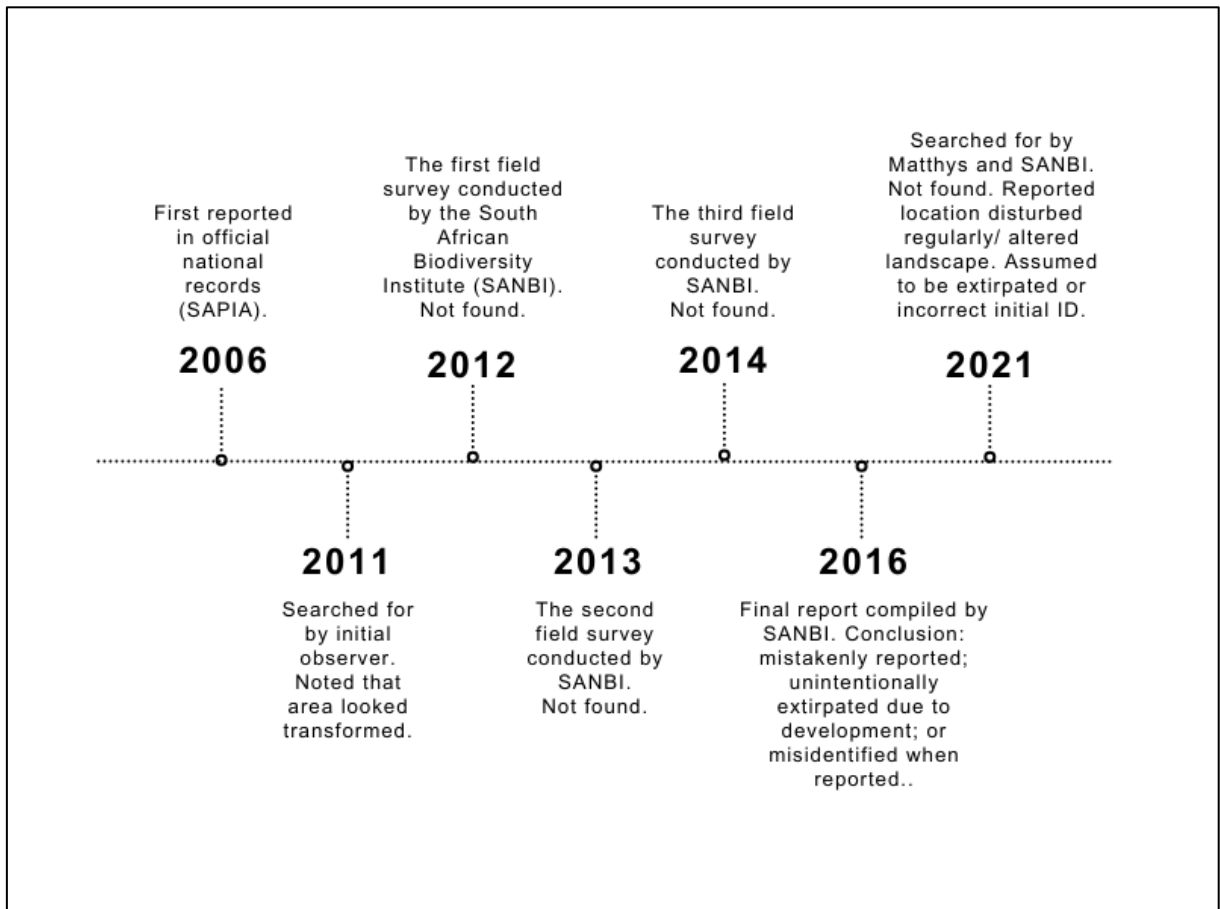 First reported
in official
national
records
(SAPIA).
2006
Searched for
by initial
observer.
Noted that
area looked
transformed.
2011
The first field
survey conducted
by the South
African
Biodiversity
Institute (SANBI).
Not found.
2012
The second
field survey
conducted by
SANBI.
Not found.
2013
The third field
survey
conducted by
SANBI.
Not found.
2014
Final report compiled by
SANBI. Conclusion:
mistakenly reported;
unintentionally
extirpated due to
development; or
misidentified when
reported..
2016
Searched for by
Matthys and SANBI.
Not found. Reported
location disturbed
regularly/ altered
landscape. Assumed
to be extirpated or
incorrect initial ID.
2021